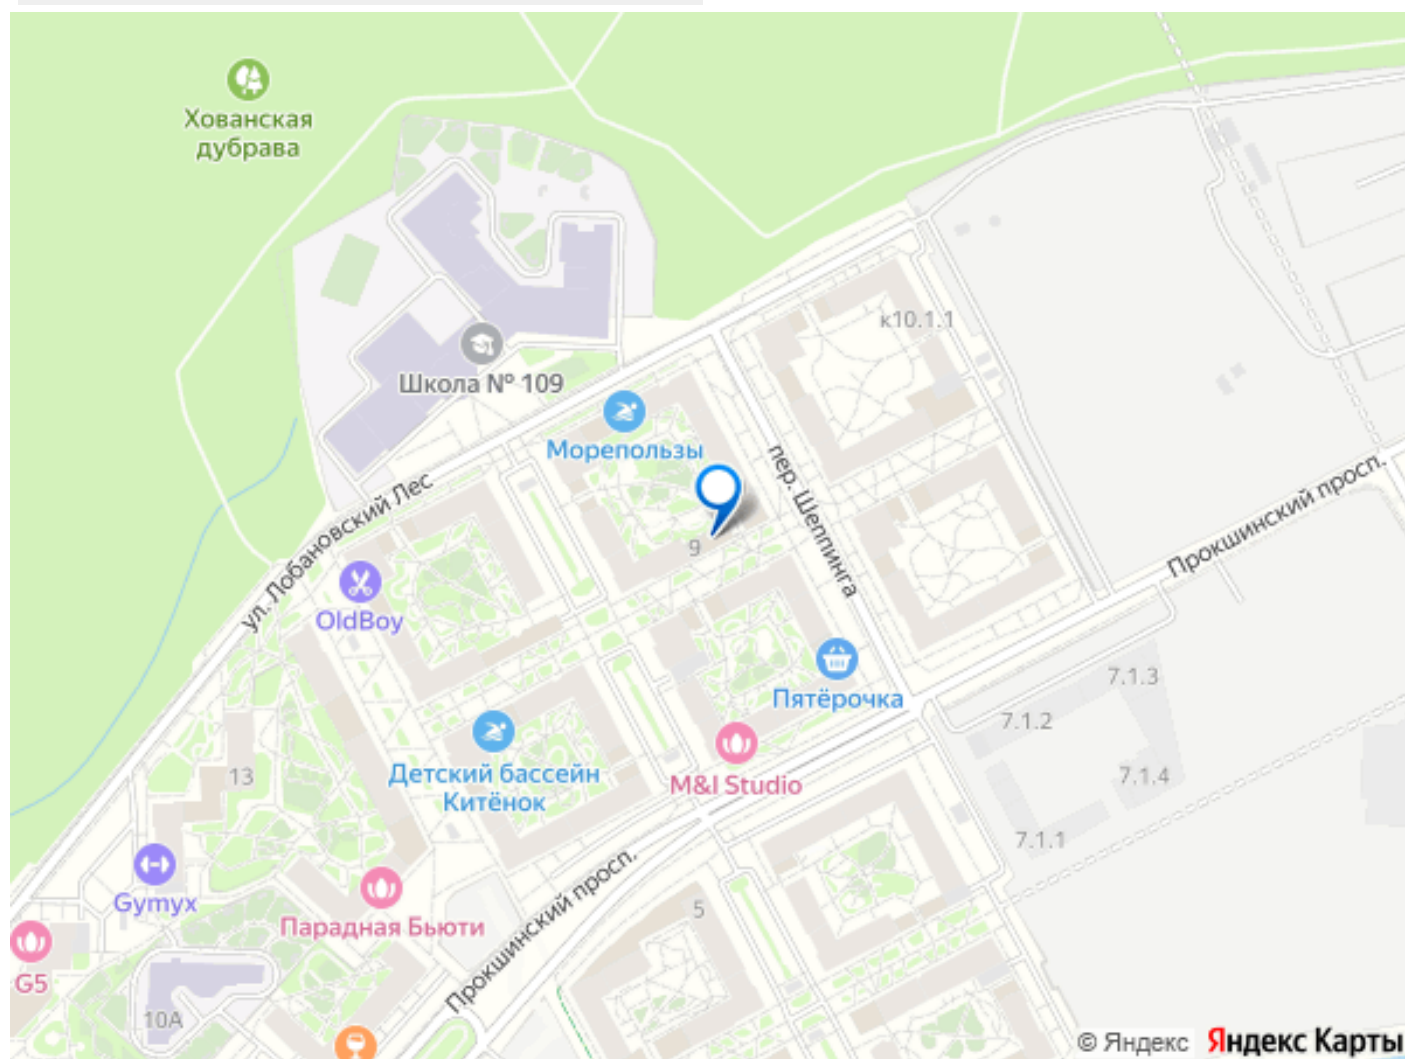 Хованская
дубрава
к10.1.1
Школа № 109
Морепользы
пер. Шеппинга
ул. Лобановский Лес
Прокшинский просп.
9
OldBoy
Пятёрочка
7.1.3
7.1.2
M&I Studio
Детский бассейн
Китёнок
13
7.1.4
7.1.1
Gymyx
Парадная Бьюти
Прокшинский просп.
5
G5
10А
© Яндекс Яндекс Карты